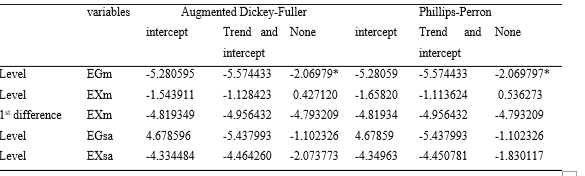 variables Augmented Dickey-Fuller Phillips-Perron
intercept Trend and intercept None intercept Trend and intercept None
Level EGm -5.280595 -5.574433 -2.06979* -5.28059 -5.574433 -2.069797*
Level EXm -1.543911 -1.128423 0.427120 -1.65820 -1.113624 0.536273
1st difference EXm -4.819349 -4.956432 -4.793209 -4.81934 -4.956432 -4.793209
Level EGsa 4.678596 -5.437993 -1.102326 4.67859 -5.437993 -1.102326
Level EXsa -4.334484 -4.464260 -2.073773 -4.34963 -4.450781 -1.830117